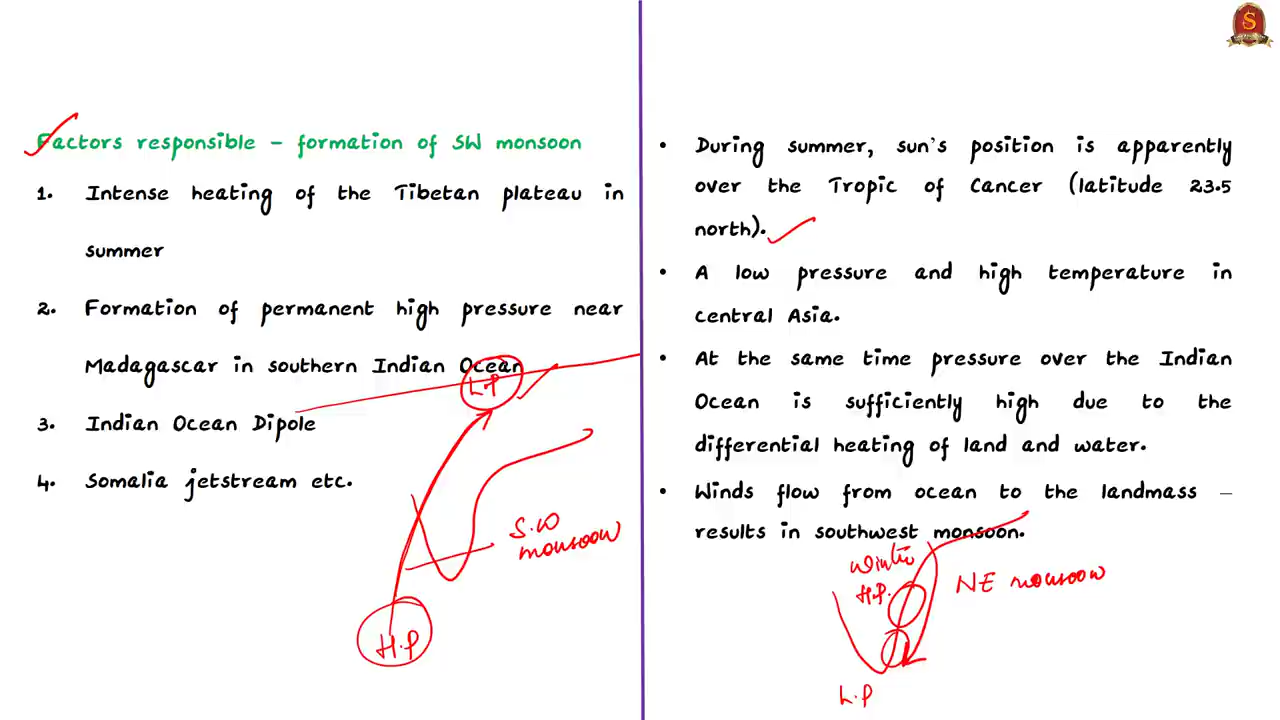 Factors responsible – formation of SW monsoon
1. Intense heating of the Tibetan plateau in
summer
2. Formation of permanent high pressure near
Madagascar in southern Indian Ocean
L.P
3. Indian Ocean Dipole
4. Somalia jetstream etc.
S.W
monsoon
H.P
• During summer, sun's position is apparently
over the Tropic of Cancer (latitude 23.5
north).
• A low pressure and high temperature in
central Asia.
• At the same time pressure over the Indian
Ocean is sufficiently high due to the
differential heating of land and water.
• Winds flow from ocean to the landmass –
results in southwest monsoon.
Winter
H.P.
NE monsoon
L.P
S